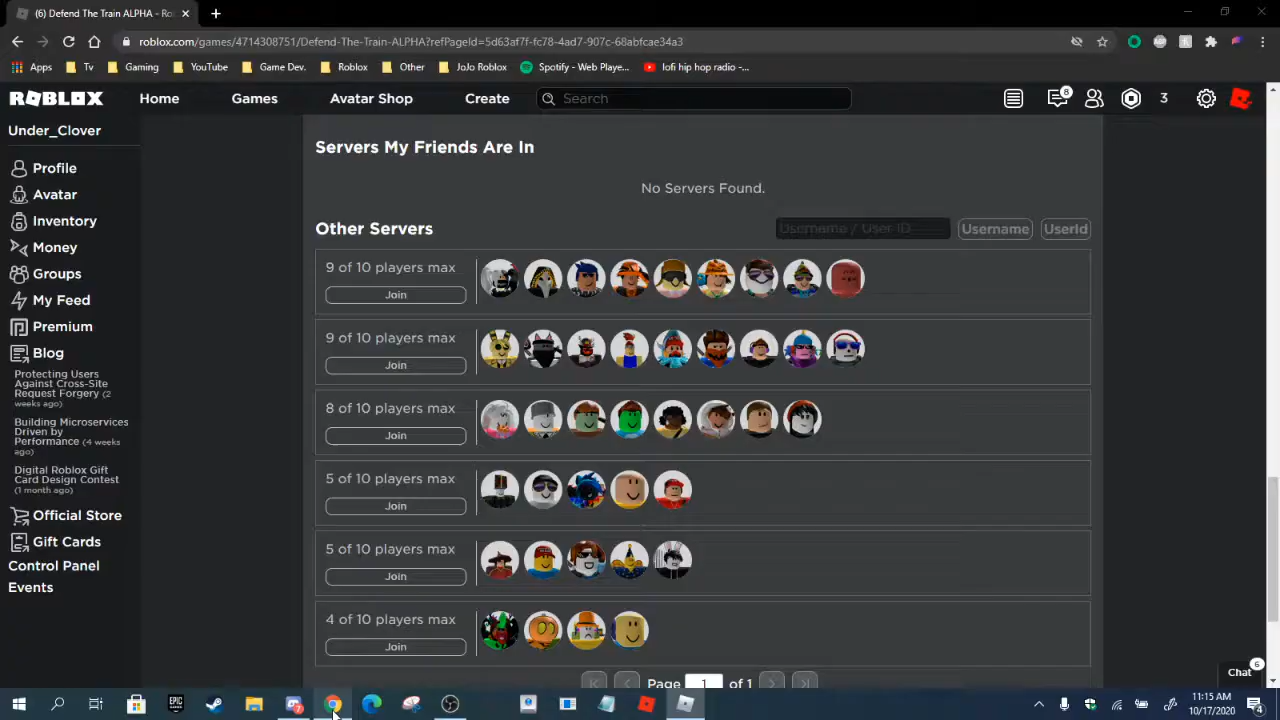 (6) Defend The Train ALPHA - Ro
roblox.com/games/4714308751/Defend-The-Train-ALPHA?refPageId=5d63af7f-fc78-4ad7-907c-68abfcae34a3
Apps Tv Gaming YouTube Game Dev. Roblox Other JoJo Roblox Spotify - Web Playe... lofi hip hop radio -...
ROBLOX Home Games Avatar Shop Create Search 8 3
Under_Clover
Profile
Avatar
Inventory
Money
Groups
My Feed
Premium
Blog
Protecting Users
Against Cross-Site
Request Forgery (2
weeks ago)
Building Microservices
Driven by
Performance (4 weeks
ago)
Digital Roblox Gift
Card Design Contest
(1 month ago)
Official Store
Gift Cards
Control Panel
Events
Servers My Friends Are In
No Servers Found.
Other Servers Username / User ID Username UserId
9 of 10 players max
Join
9 of 10 players max
Join
8 of 10 players max
Join
5 of 10 players max
Join
5 of 10 players max
Join
4 of 10 players max
Join
Page 1 of 1
Chat 6
EPIC GAMES
11:15 AM
10/17/2020
4